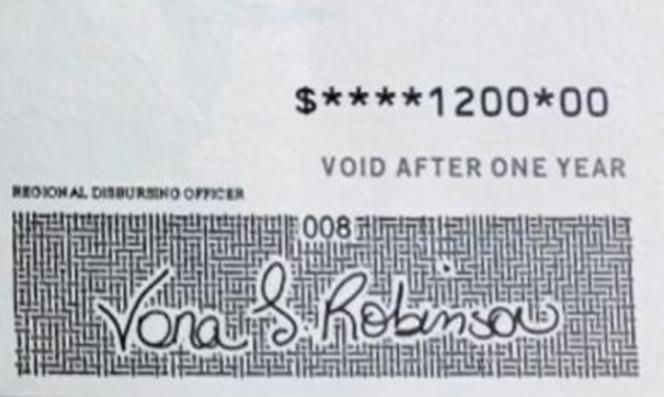 $****1200*00
VOID AFTER ONE YEAR
REGIONAL DISBURSING OFFICER
008
Vona S. Robinson